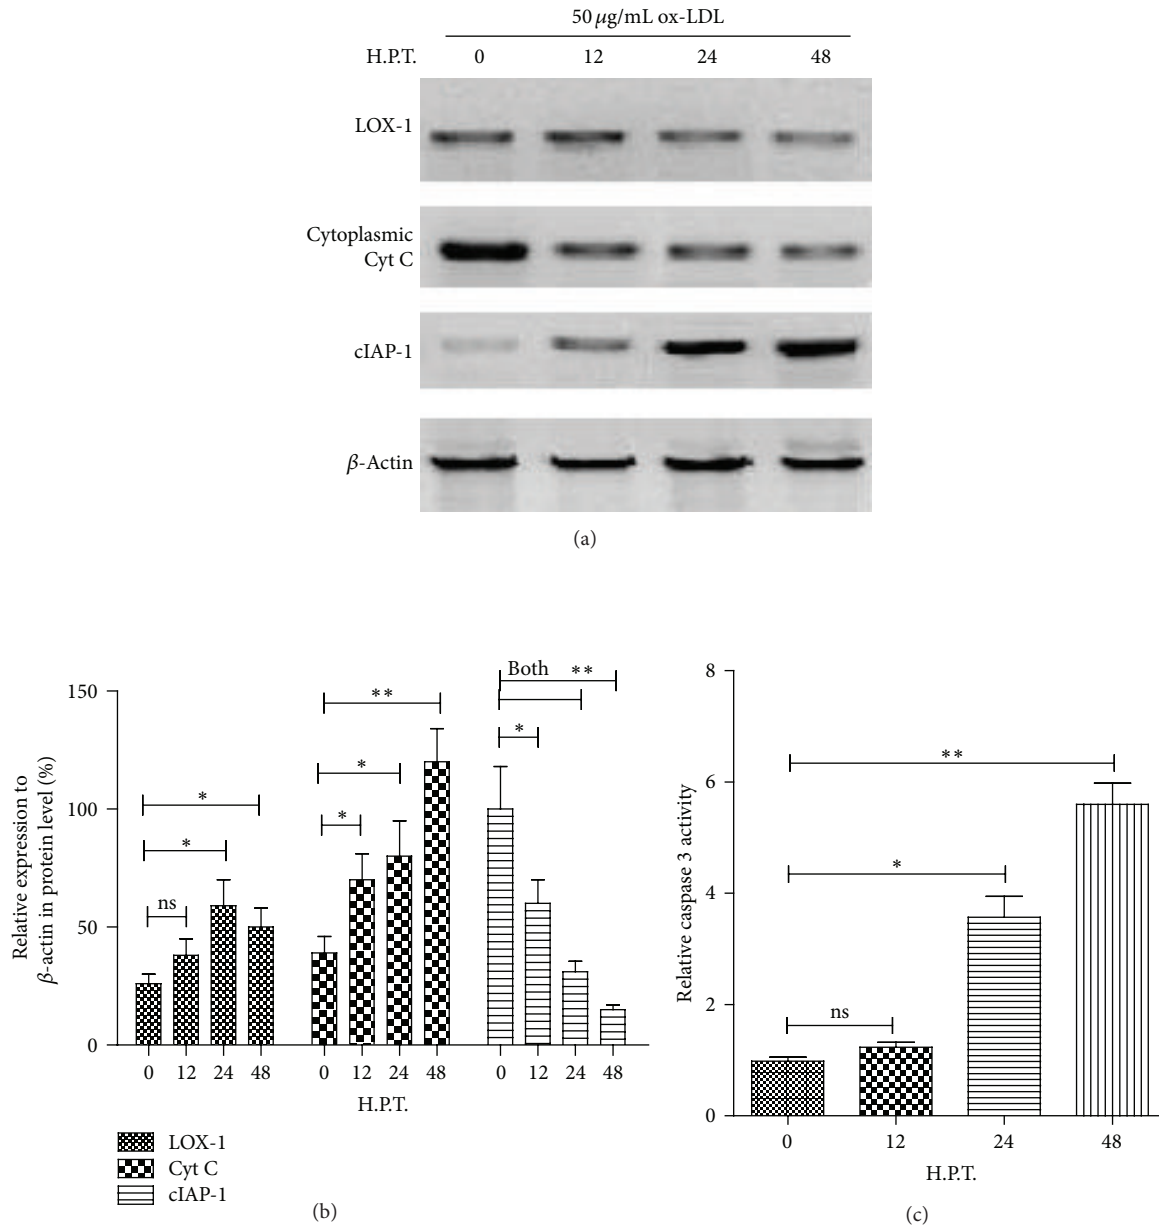 50 μg/mL ox-LDL
H.P.T. 0 12 24 48
LOX-1
Cytoplasmic
Cyt C
cIAP-1
β-Actin
(a)
Relative expression to
β-actin in protein level (%)
150
100
50
0
ns
*
*
*
*
**
*
Both **
0 12 24 48 0 12 24 48 0 12 24 48
H.P.T.
LOX-1
Cyt C
cIAP-1
(b)
Relative caspase 3 activity
8
6
4
2
0
ns
*
**
0 12 24 48
H.P.T.
(c)